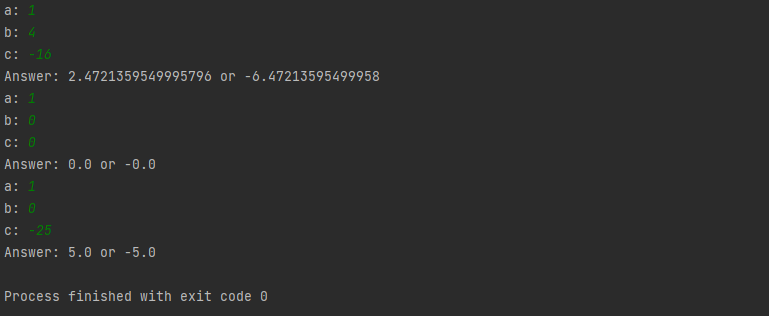 a: 1
b: 4
c: -16
Answer: 2.4721359549995796 or -6.47213595499958
a: 1
b: 0
c: 0
Answer: 0.0 or -0.0
a: 1
b: 0
c: -25
Answer: 5.0 or -5.0
Process finished with exit code 0